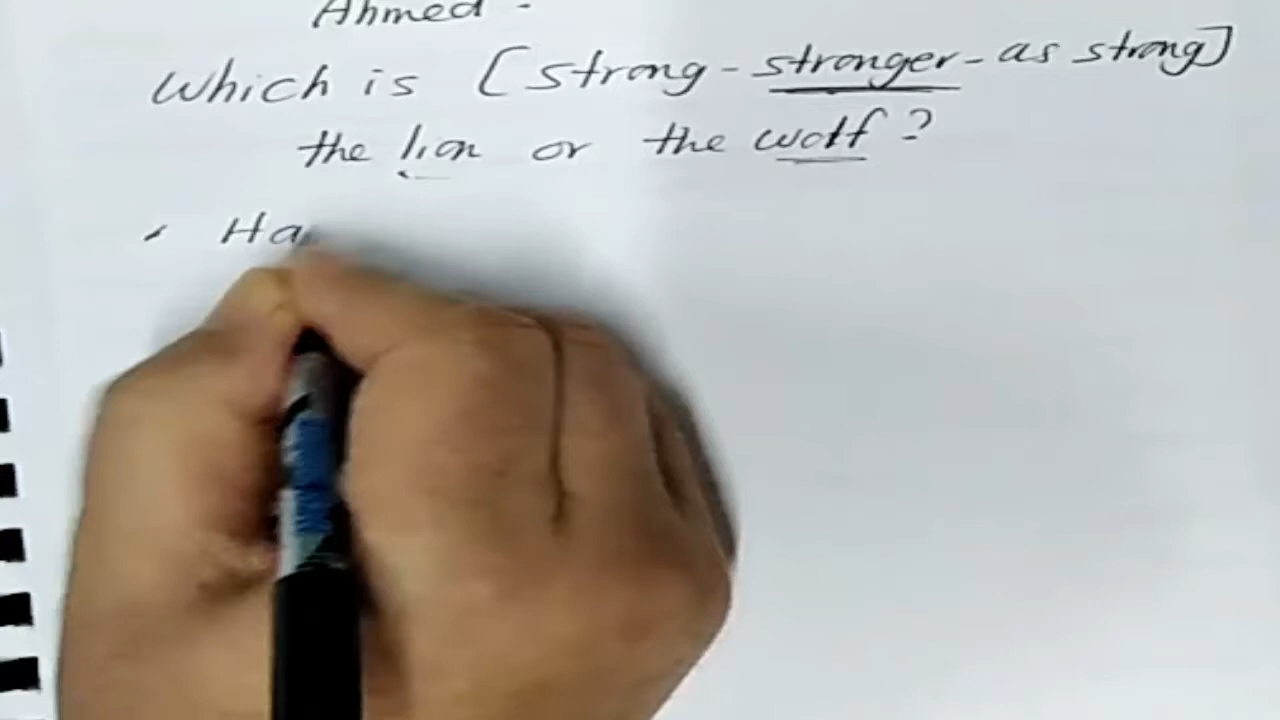 Ahmed.
Which is [strong - stronger - as strong]
the lion or the wolf?
Ha